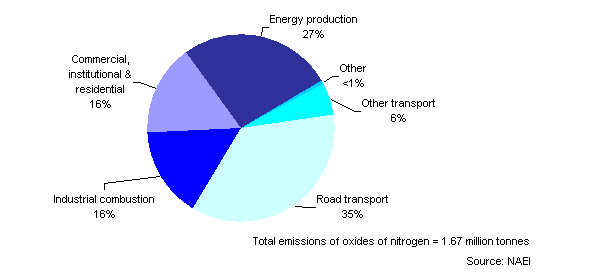 Energy production
27%
Commercial,
institutional &
residential
16%
Other
<1%
Other transport
6%
Industrial combustion
16%
Road transport
35%
Total emissions of oxides of nitrogen = 1.67 million tonnes
Source: NAEI